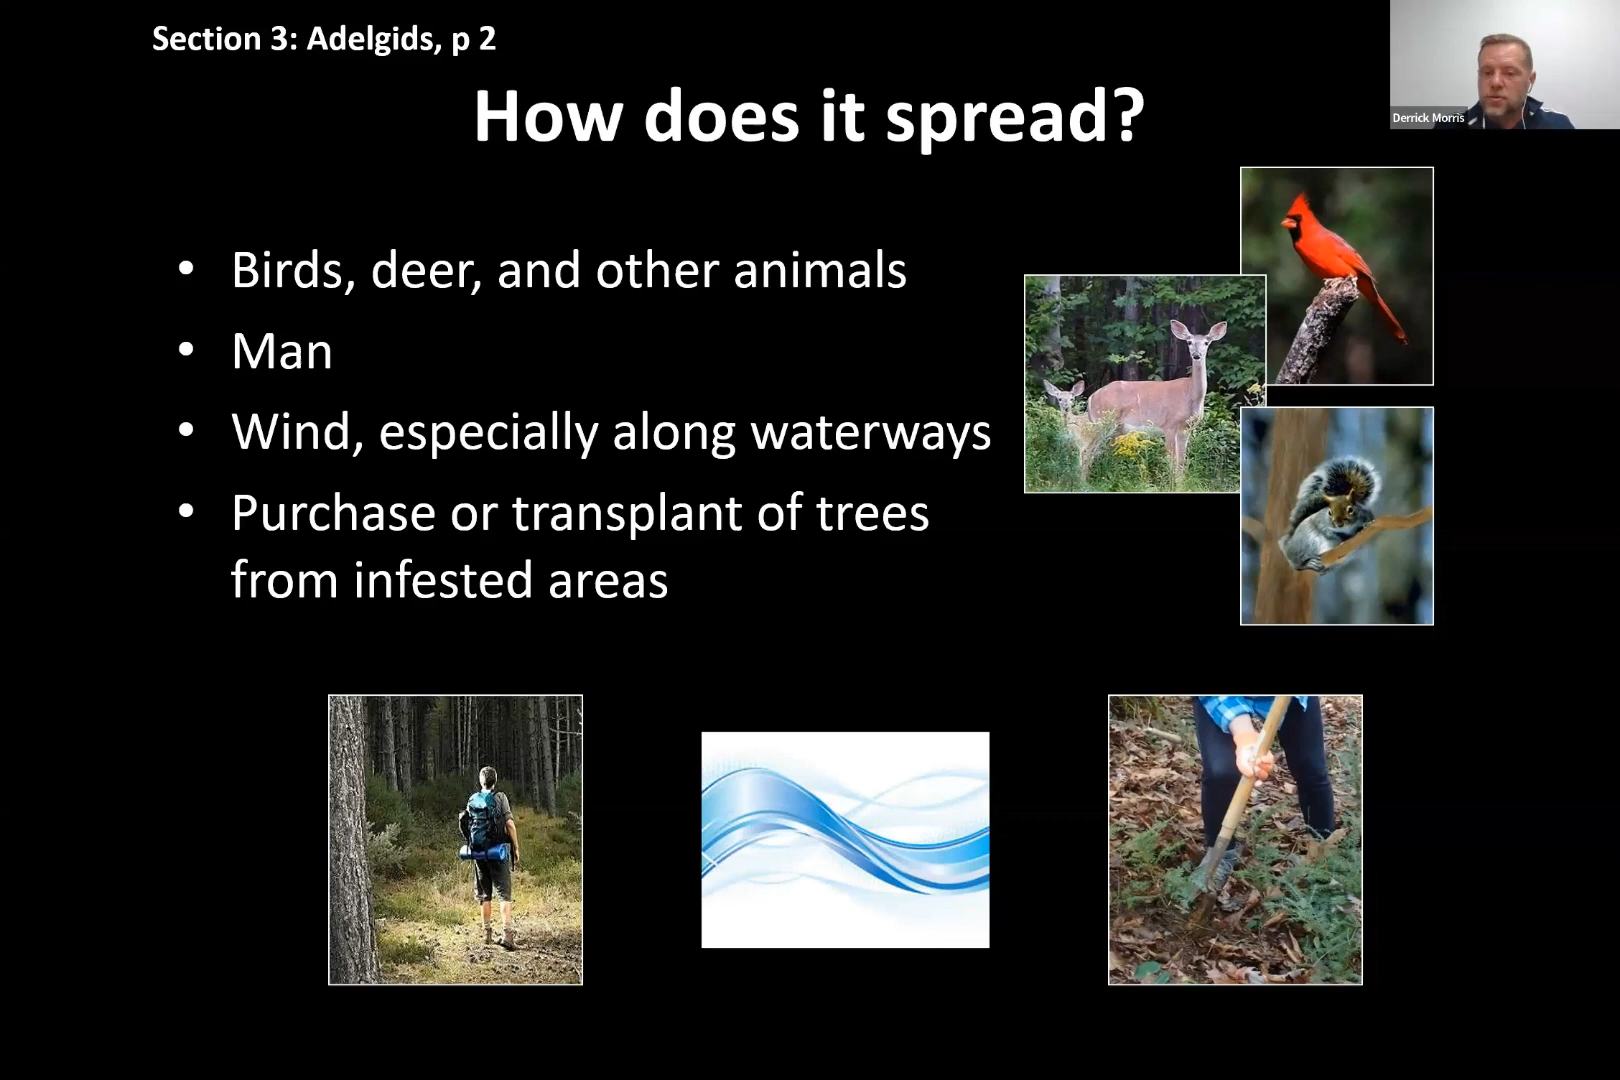 Section 3: Adelgids, p 2
Derrick Morris
How does it spread?
• Birds, deer, and other animals
• Man
• Wind, especially along waterways
• Purchase or transplant of trees
from infested areas